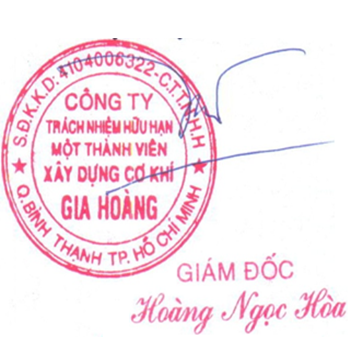 S.Đ.K.K.D: 4104006322-C.T.T.N.H.H
CÔNG TY
TRÁCH NHIỆM HỮU HẠN
MỘT THÀNH VIÊN
XÂY DỰNG CƠ KHÍ
GIA HOÀNG
Q.BÌNH THẠNH TP. HỒ CHÍ MINH
GIÁM ĐỐC
Hoàng Ngọc Hòa